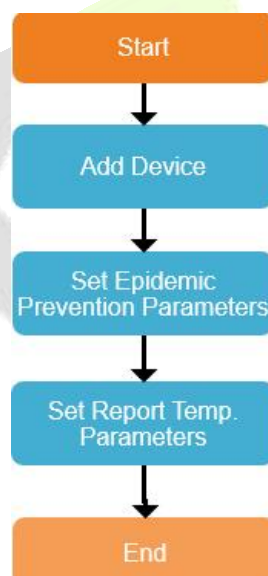 Start
Add Device
Set Epidemic
Prevention Parameters
Set Report Temp.
Parameters
End